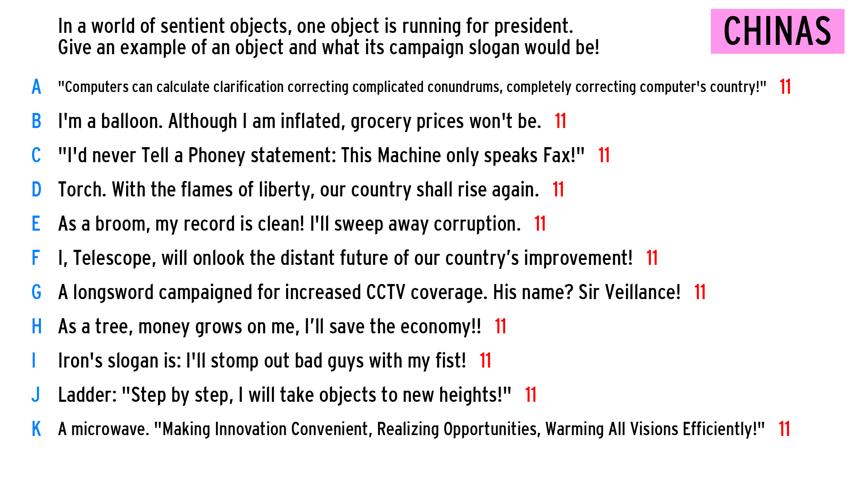 In a world of sentient objects, one object is running for president.
Give an example of an object and what its campaign slogan would be!
CHINAS
A "Computers can calculate clarification correcting complicated conundrums, completely correcting computer's country!" 11
B I'm a balloon. Although I am inflated, grocery prices won't be. 11
C "I'd never Tell a Phoney statement: This Machine only speaks Fax!" 11
D Torch. With the flames of liberty, our country shall rise again. 11
E As a broom, my record is clean! I'll sweep away corruption. 11
F I, Telescope, will onlook the distant future of our country’s improvement! 11
G A longsword campaigned for increased CCTV coverage. His name? Sir Veillance! 11
H As a tree, money grows on me, I’ll save the economy!! 11
I Iron's slogan is: I'll stomp out bad guys with my fist! 11
J Ladder: "Step by step, I will take objects to new heights!" 11
K A microwave. "Making Innovation Convenient, Realizing Opportunities, Warming All Visions Efficiently!" 11